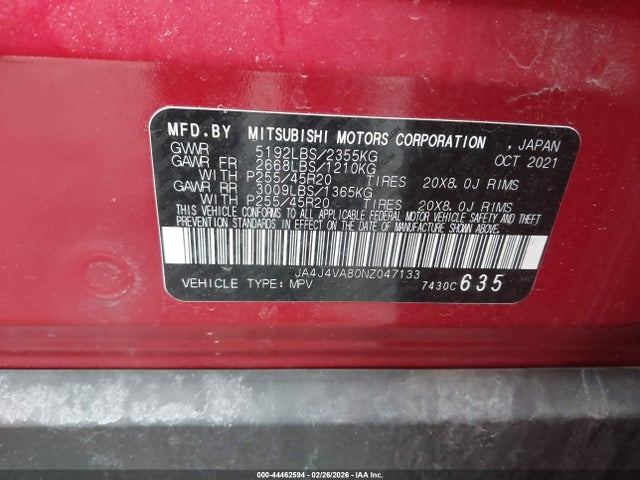 MFD.BY MITSUBISHI MOTORS CORPORATION , JAPAN
GVWR 5192LBS/2355KG OCT 2021
GAWR FR 2668LBS/1210KG
WITH P255/45R20 TIRES 20X8.0J RIMS
GAWR RR 3009LBS/1365KG
WITH P255/45R20 TIRES 20X8.0J RIMS
THIS VEHICLE CONFORMS TO ALL APPLICABLE FEDERAL MOTOR VEHICLE SAFETY AND THEFT
PREVENTION STANDARDS IN EFFECT ON THE DATE OF MANUFACTURE SHOWN ABOVE.
JA4J4VA80NZ047133
VEHICLE TYPE: MPV 7430C 635
000-44462594 | 02/26/2026 - © IAA Inc.